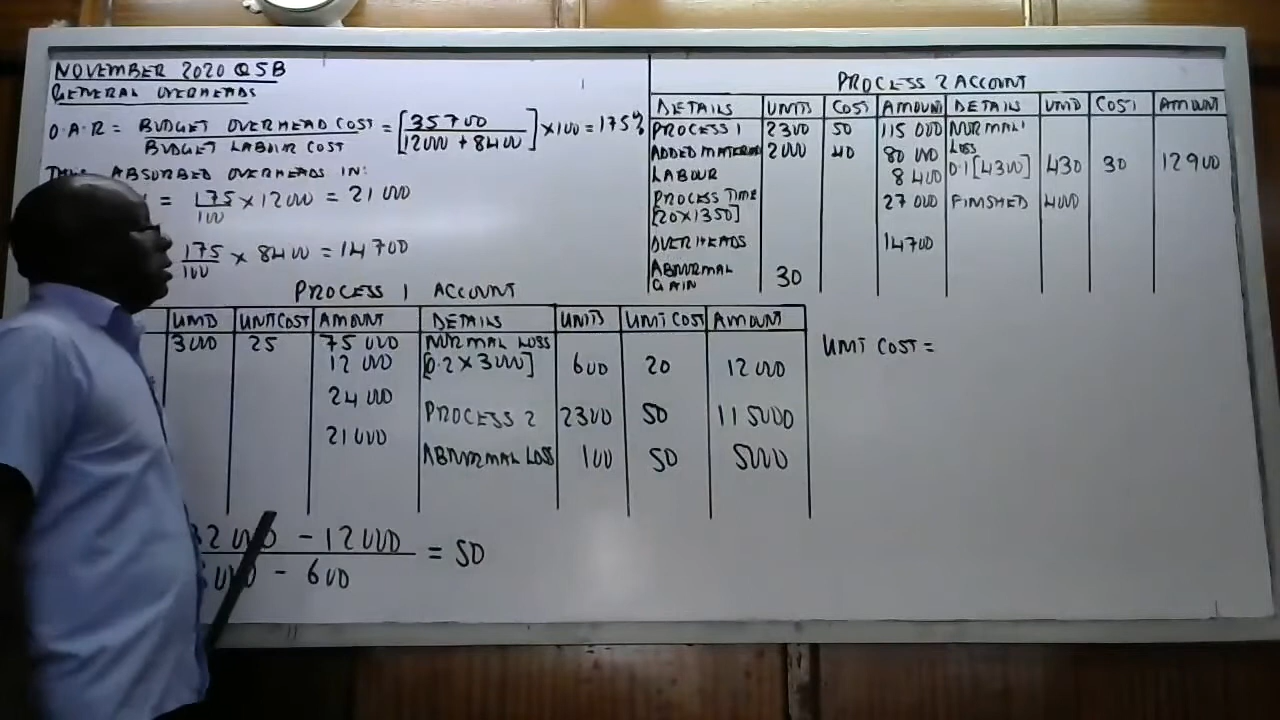 NOVEMBER 2020 Q5B
GENERAL OVERHEADS
O.A.R = BUDGET OVERHEAD COST / BUDGET LABOUR COST = [35700 / 12000 + 8400] × 100 = 175%
ABSORBED OVERHEADS IN:
= 175/100 × 12000 = 21000
175/100 × 8400 = 14700
PROCESS 1 ACCOUNT
UNITS UNIT COST AMOUNT DETAILS UNITS UNIT COST AMOUNT
3000 25 75000 NORMAL LOSS
12000 [0.2 × 3000] 600 20 12000
24000
PROCESS 2 2300 50 115000
21000
ABNORMAL LOSS 100 50 5000
2000 - 12000
000 - 600
= 50
PROCESS 2 ACCOUNT
DETAILS UNITS COST AMOUNT DETAILS UNITS COST AMOUNT
PROCESS 1 2300 50 115000 NORMAL
ADDED MATERIAL 2000 40 80000 LOSS
LABOUR 8400 0.1[4300] 430 30 12900
PROCESS TIME 27000 FINISHED 4000
[20×1350]
OVERHEADS 14700
ABNORMAL
GAIN 30
UNIT COST =